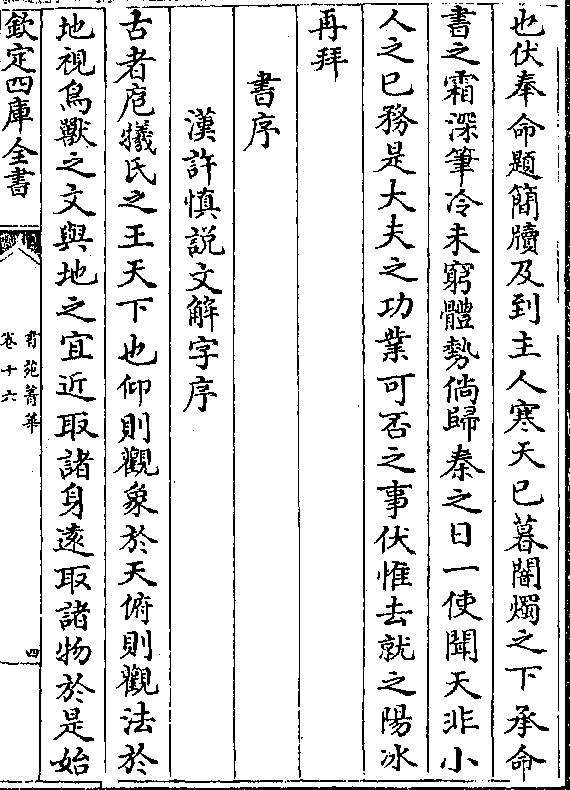 也伏奉命題簡牘及到主人寒天已暮闇燭之下承命
書之霜深筆冷未窮體勢倘歸秦之日一使聞天非小
人之已務是大夫之功業可否之事伏惟去就之陽冰
再拜
書序
漢許慎説文解字序
古者庖犧氏之王天下也仰則觀象於天俯則觀法於
地視鳥獸之文與地之宜近取諸身遠取諸物於是始
欽定四庫全書
書苑菁華
卷十六
四